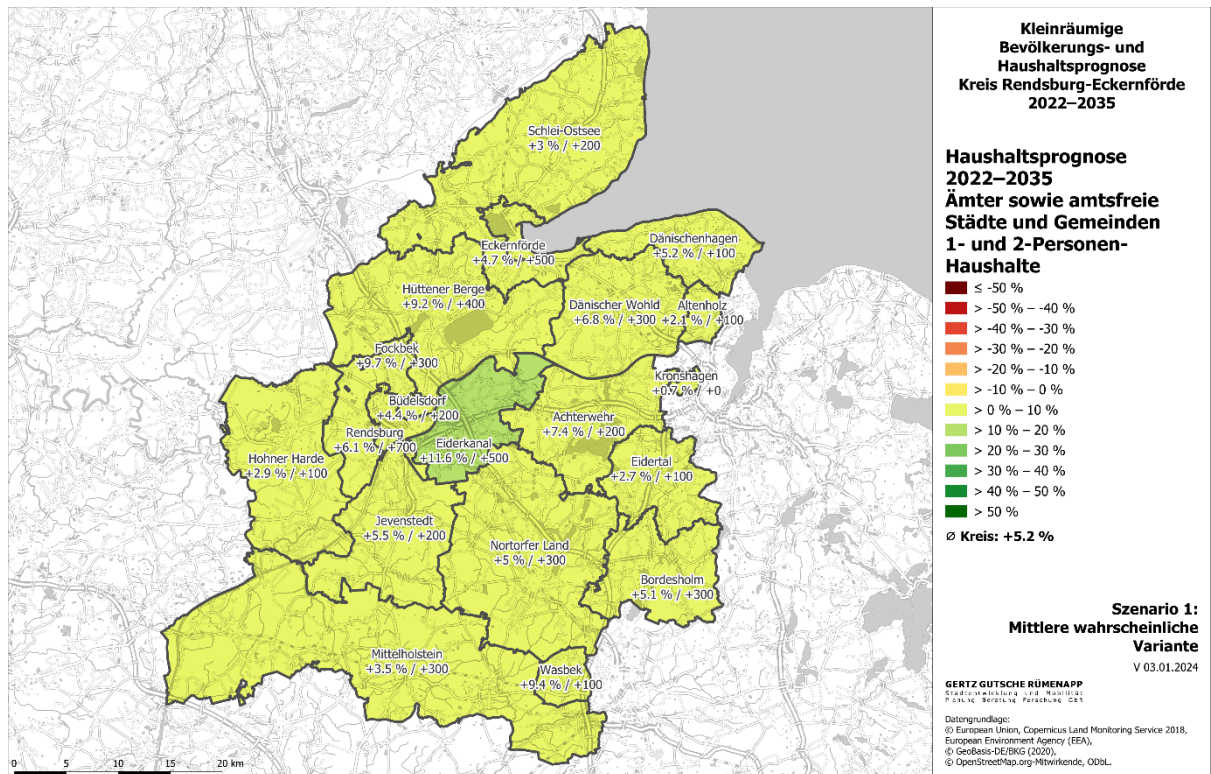 Schlei-Ostsee
+3 % / +200
Eckernförde
+4.7 % / +500
Dänischenhagen
+5.2 % / +100
Hüttener Berge
+9.2 % / +400
Dänischer Wohld
+6.8 % / +300
Altenholz
+2.1 % / +100
Fockbek
+9.7 % / +300
Kronshagen
+0.7 % / +0
Büdelsdorf
+4.4 % / +200
Achterwehr
+7.4 % / +200
Rendsburg
+6.1 % / +700
Eiderkanal
+11.6 % / +500
Hohner Harde
+2.9 % / +100
Eidertal
+2.7 % / +100
Jevenstedt
+5.5 % / +200
Nortorfer Land
+5 % / +300
Bordesholm
+5.1 % / +300
Mittelholstein
+3.5 % / +300
Wasbek
+9.4 % / +100
0 5 10 15 20 km
Kleinräumige
Bevölkerungs- und
Haushaltsprognose
Kreis Rendsburg-Eckernförde
2022–2035
Haushaltsprognose
2022–2035
Ämter sowie amtsfreie
Städte und Gemeinden
1- und 2-Personen-
Haushalte
≤ -50 %
> -50 % – -40 %
> -40 % – -30 %
> -30 % – -20 %
> -20 % – -10 %
> -10 % – 0 %
> 0 % – 10 %
> 10 % – 20 %
> 20 % – 30 %
> 30 % – 40 %
> 40 % – 50 %
> 50 %
⌀ Kreis: +5.2 %
Szenario 1:
Mittlere wahrscheinliche
Variante
V 03.01.2024
GERTZ GUTSCHE RÜMENAPP
Stadtentwicklung und Mobilität
Planung Beratung Forschung GbR
Datengrundlage:
© European Union, Copernicus Land Monitoring Service 2018,
European Environment Agency (EEA),
© GeoBasis-DE/BKG (2020),
© OpenStreetMap.org-Mitwirkende, ODbL.